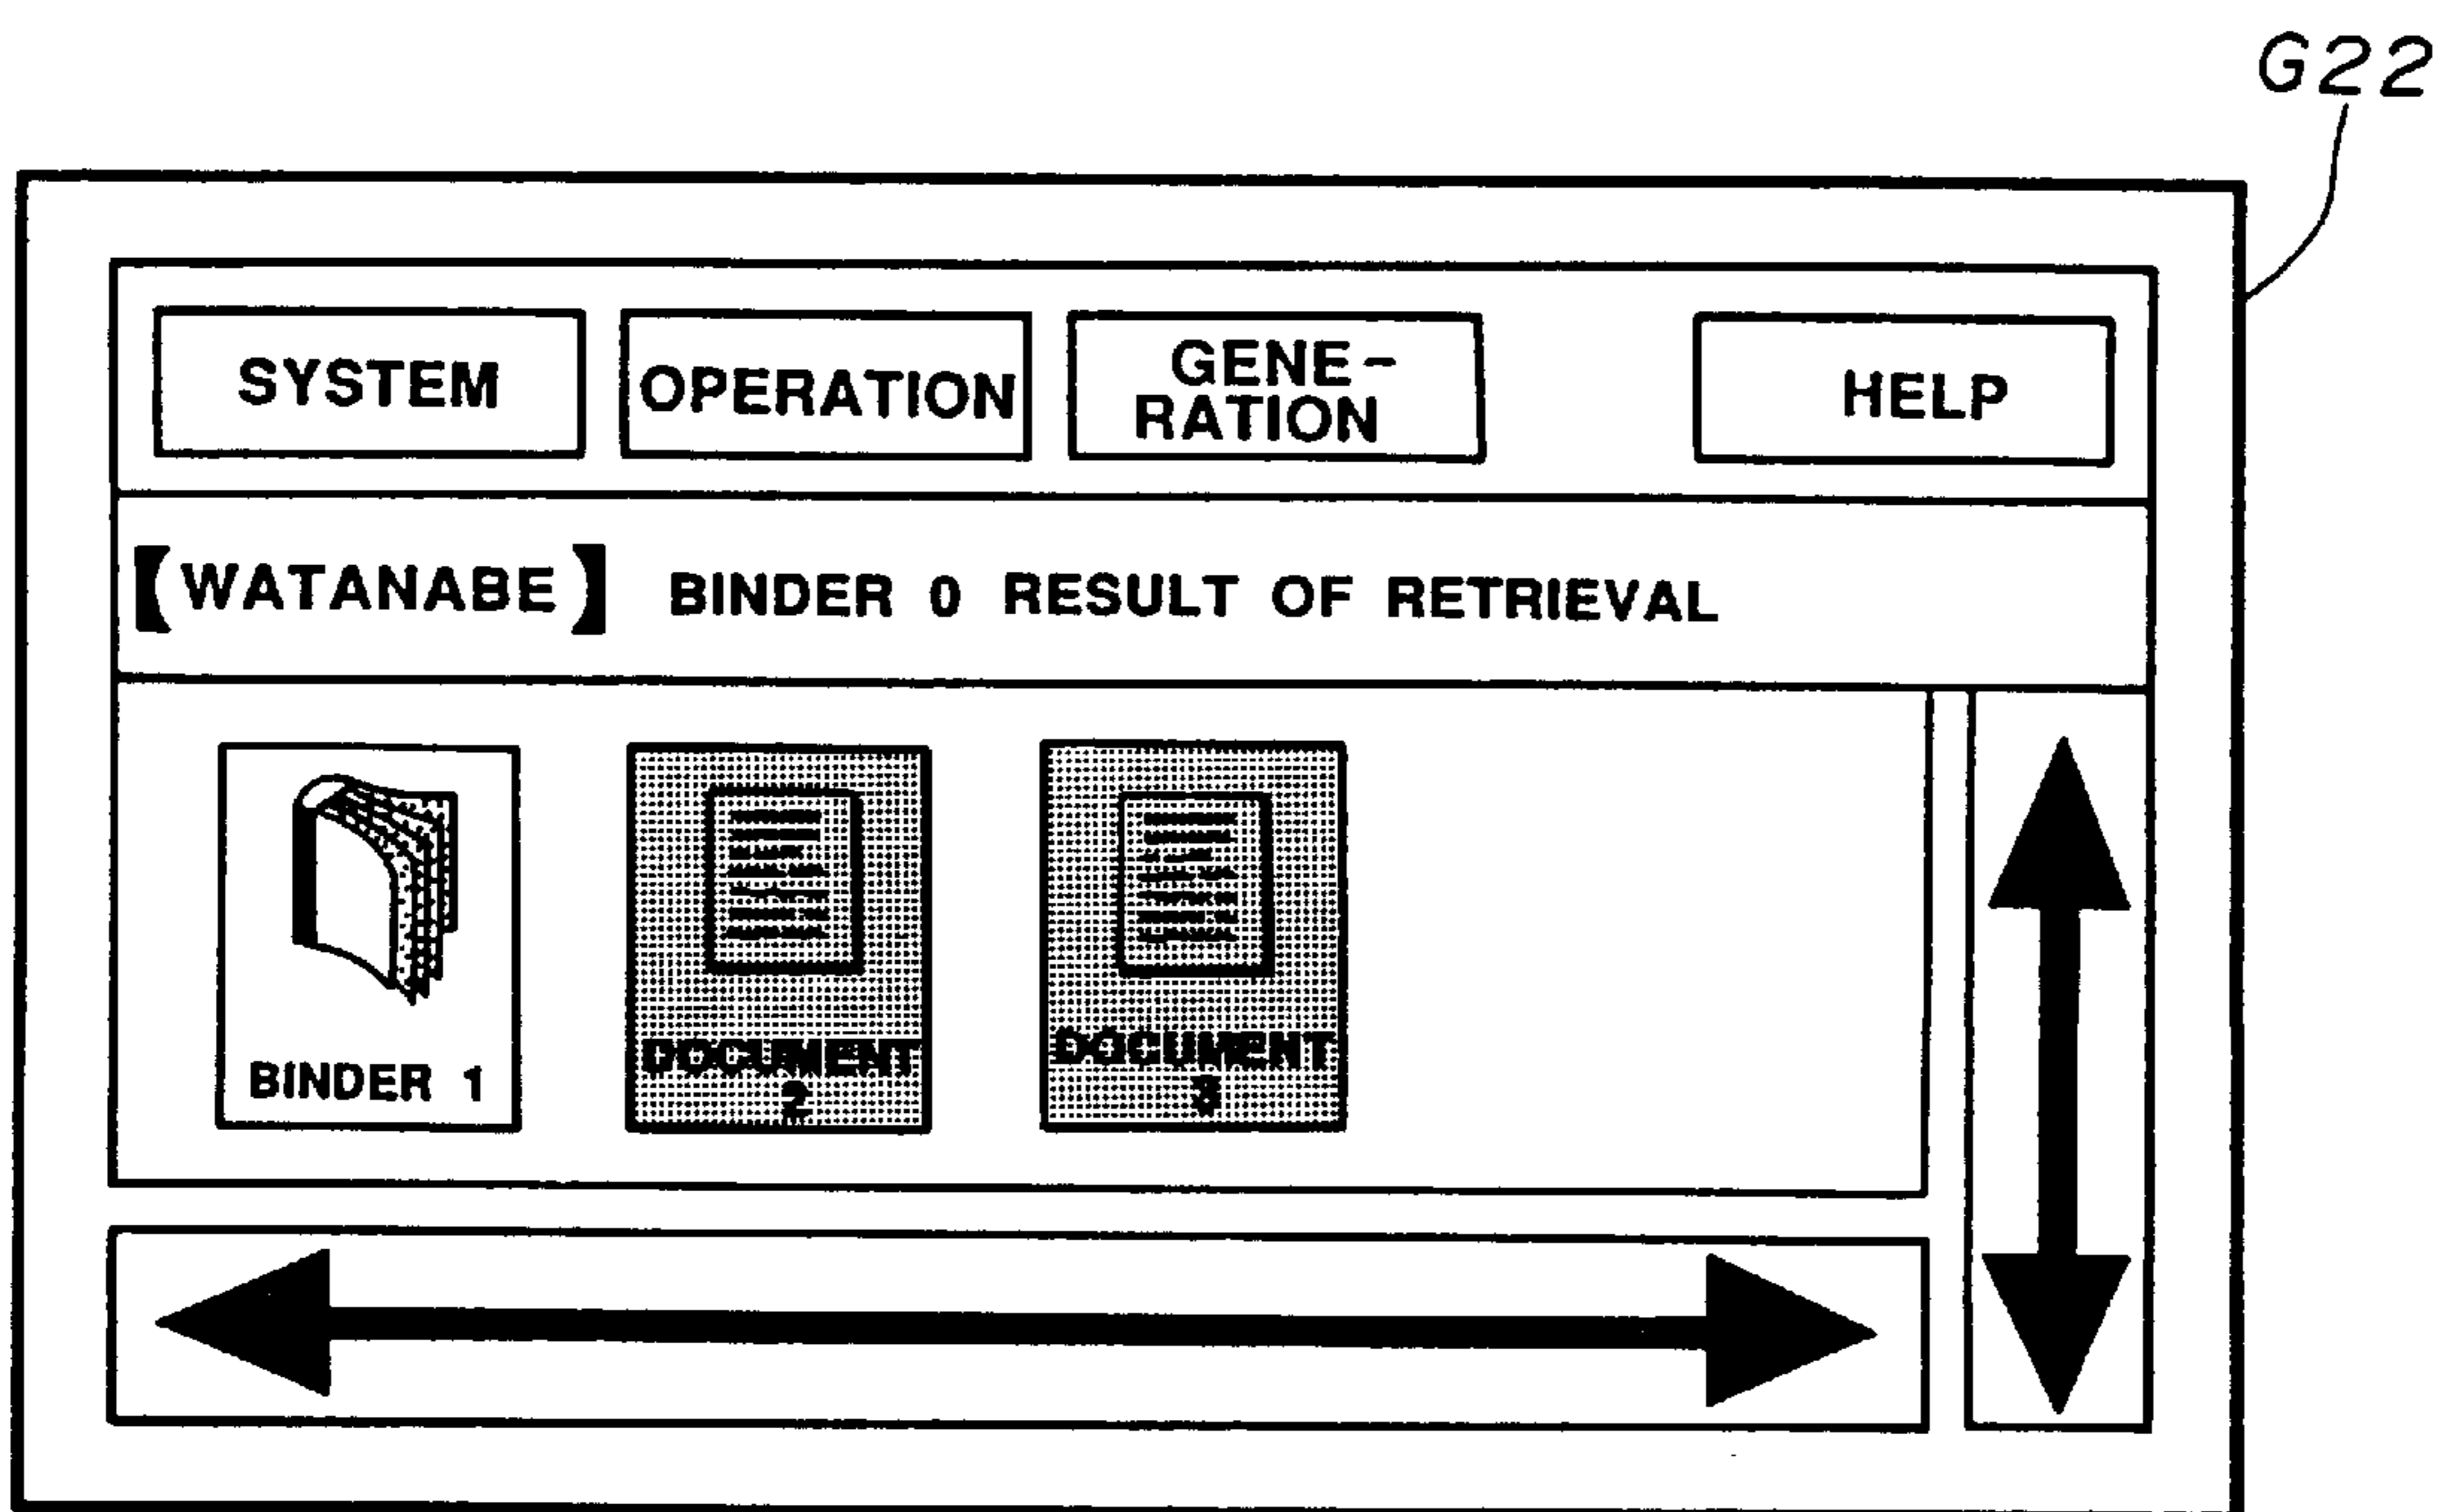 G22
SYSTEM
OPERATION
GENE-
RATION
HELP
【WATANABE】 BINDER 0 RESULT OF RETRIEVAL
BINDER 1
DOCUMENT
2
DOCUMENT
3